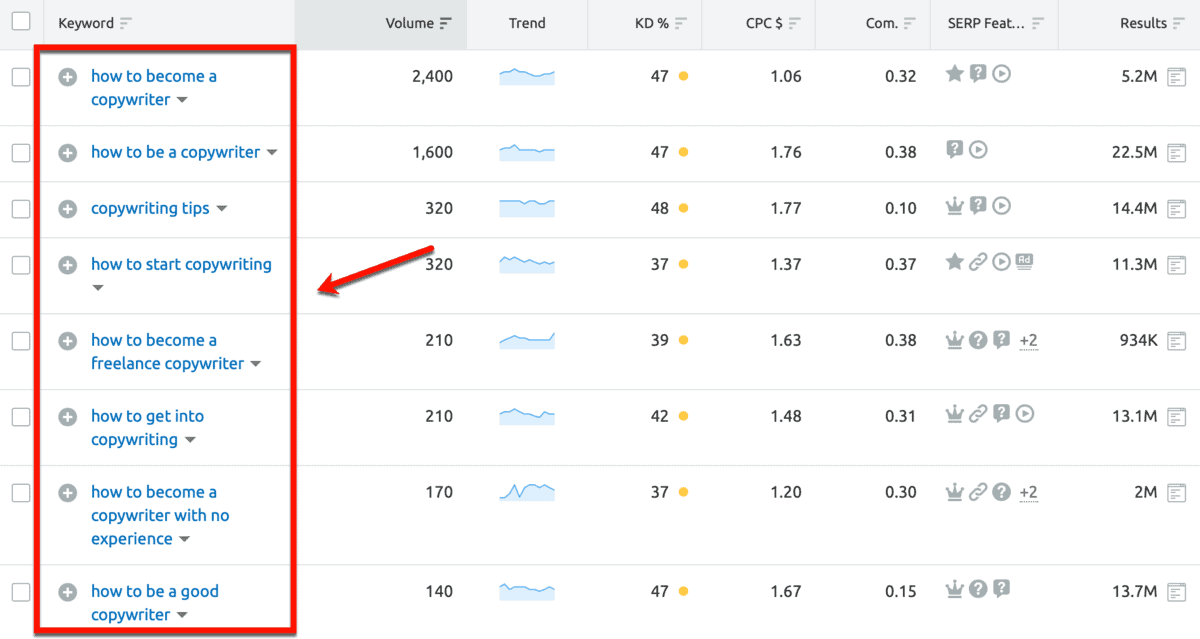 Keyword Volume Trend KD % CPC $ Com. SERP Feat... Results
how to become a 2,400 47 1.06 0.32 5.2M
copywriter
how to be a copywriter 1,600 47 1.76 0.38 22.5M
copywriting tips 320 48 1.77 0.10 14.4M
how to start copywriting 320 37 1.37 0.37 Ad 11.3M
how to become a 210 39 1.63 0.38 +2 934K
freelance copywriter
how to get into 210 42 1.48 0.31 13.1M
copywriting
how to become a 170 37 1.20 0.30 +2 2M
copywriter with no
experience
how to be a good 140 47 1.67 0.15 13.7M
copywriter